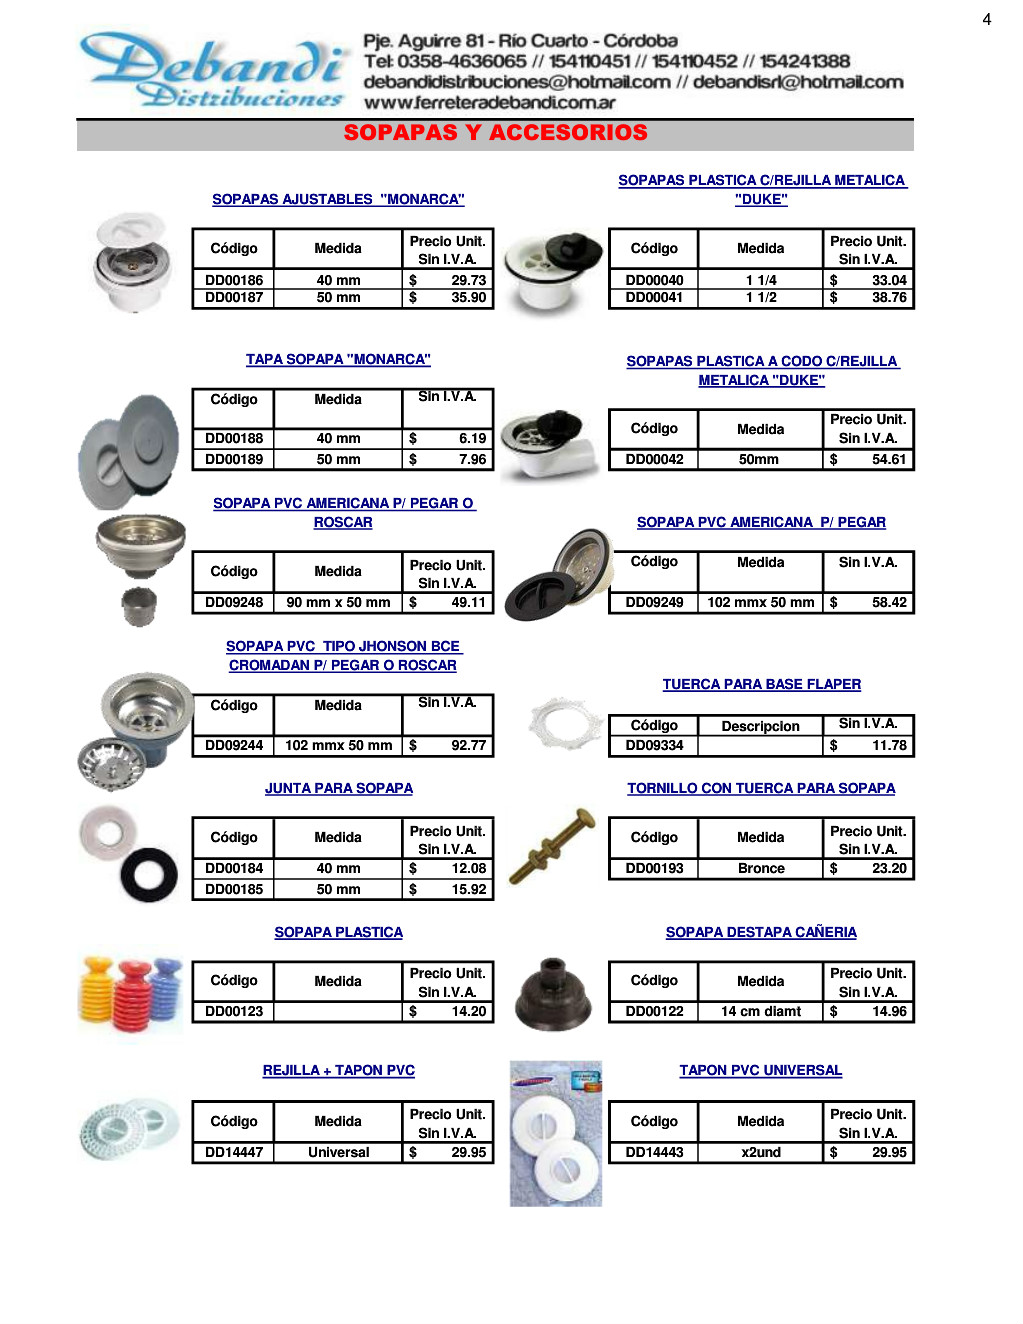 4
Debandi
Distribuciones
Pje. Aguirre 81 - Río Cuarto - Córdoba
Tel: 0358-4636065 // 154110451 // 154110452 // 154241388
debandidistribuciones@hotmail.com // debandisrl@hotmail.com
www.ferreteradebandi.com.ar
SOPAPAS Y ACCESORIOS
SOPAPAS AJUSTABLES "MONARCA"
Código Medida Precio Unit. Sin I.V.A.
DD00186 40 mm $ 29.73
DD00187 50 mm $ 35.90
SOPAPAS PLASTICA C/REJILLA METALICA
"DUKE"
Código Medida Precio Unit. Sin I.V.A.
DD00040 1 1/4 $ 33.04
DD00041 1 1/2 $ 38.76
TAPA SOPAPA "MONARCA"
Código Medida Sin I.V.A.
DD00188 40 mm $ 6.19
DD00189 50 mm $ 7.96
SOPAPAS PLASTICA A CODO C/REJILLA
METALICA "DUKE"
Código Medida Precio Unit. Sin I.V.A.
DD00042 50mm $ 54.61
SOPAPA PVC AMERICANA P/ PEGAR O
ROSCAR
Código Medida Precio Unit. Sin I.V.A.
DD09248 90 mm x 50 mm $ 49.11
SOPAPA PVC AMERICANA P/ PEGAR
Código Medida Sin I.V.A.
DD09249 102 mmx 50 mm $ 58.42
SOPAPA PVC TIPO JHONSON BCE
CROMADAN P/ PEGAR O ROSCAR
Código Medida Sin I.V.A.
DD09244 102 mmx 50 mm $ 92.77
TUERCA PARA BASE FLAPER
Código Descripcion Sin I.V.A.
DD09334 $ 11.78
JUNTA PARA SOPAPA
Código Medida Precio Unit. Sin I.V.A.
DD00184 40 mm $ 12.08
DD00185 50 mm $ 15.92
TORNILLO CON TUERCA PARA SOPAPA
Código Medida Precio Unit. Sin I.V.A.
DD00193 Bronce $ 23.20
SOPAPA PLASTICA
Código Medida Precio Unit. Sin I.V.A.
DD00123 $ 14.20
SOPAPA DESTAPA CAÑERIA
Código Medida Precio Unit. Sin I.V.A.
DD00122 14 cm diamt $ 14.96
REJILLA + TAPON PVC
Código Medida Precio Unit. Sin I.V.A.
DD14447 Universal $ 29.95
TAPON PVC UNIVERSAL
Código Medida Precio Unit. Sin I.V.A.
DD14443 x2und $ 29.95